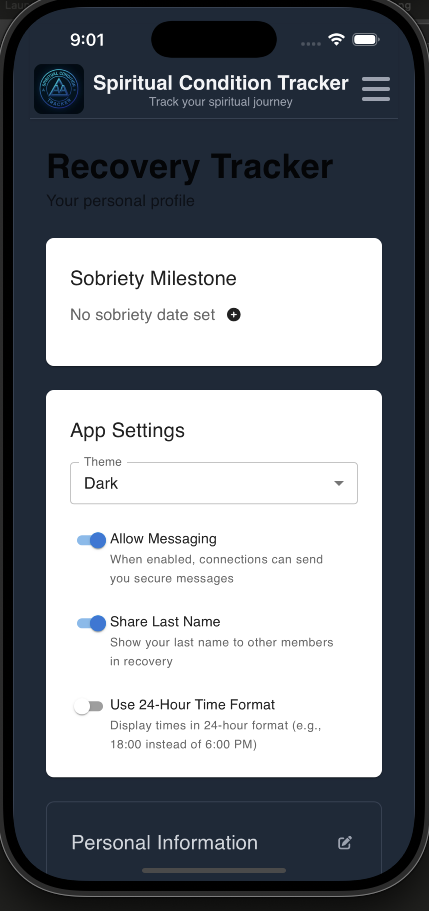 9:01
SPIRITUAL CONDITION
TRACKER
Spiritual Condition Tracker
Track your spiritual journey
Recovery Tracker
Your personal profile
Sobriety Milestone
No sobriety date set
App Settings
Theme
Dark
Allow Messaging
When enabled, connections can send
you secure messages
Share Last Name
Show your last name to other members
in recovery
Use 24-Hour Time Format
Display times in 24-hour format (e.g.,
18:00 instead of 6:00 PM)
Personal Information